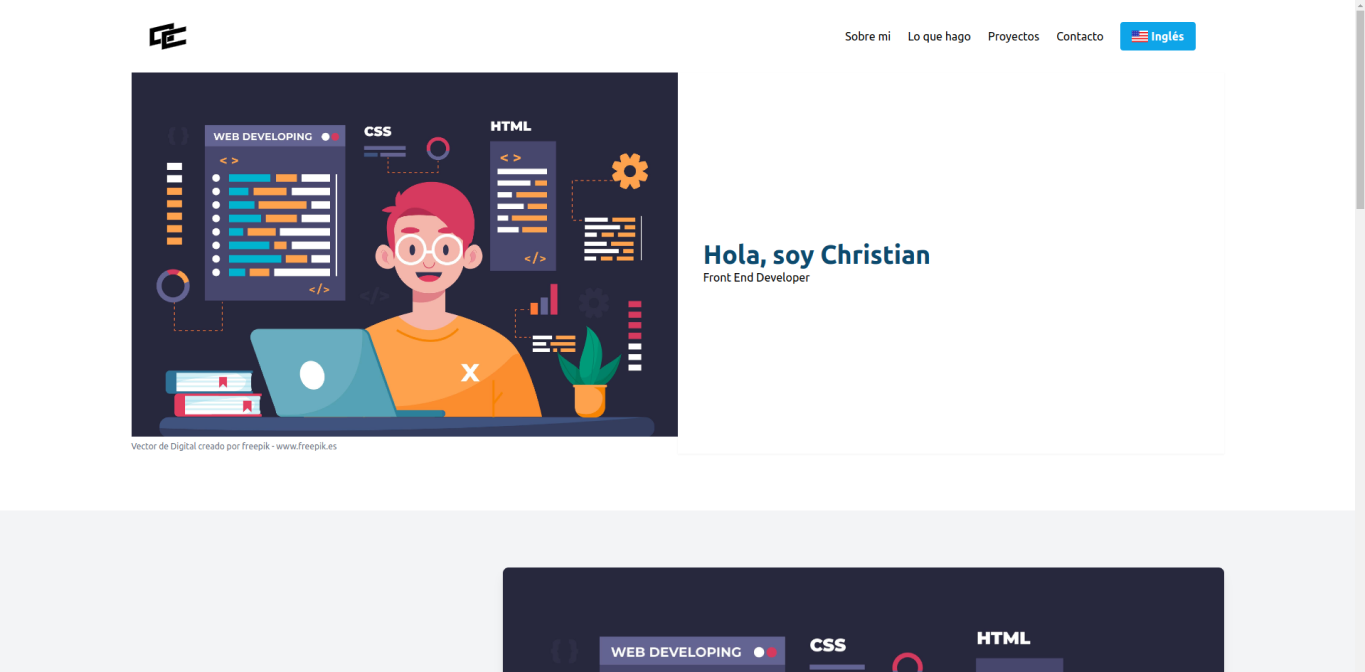 Sobre mi Lo que hago Proyectos Contacto Inglés
WEB DEVELOPING
CSS
HTML
< >
< >
</>
</>
</>
X
Vector de Digital creado por freepik - www.freepik.es
Hola, soy Christian
Front End Developer
WEB DEVELOPING
CSS
HTML